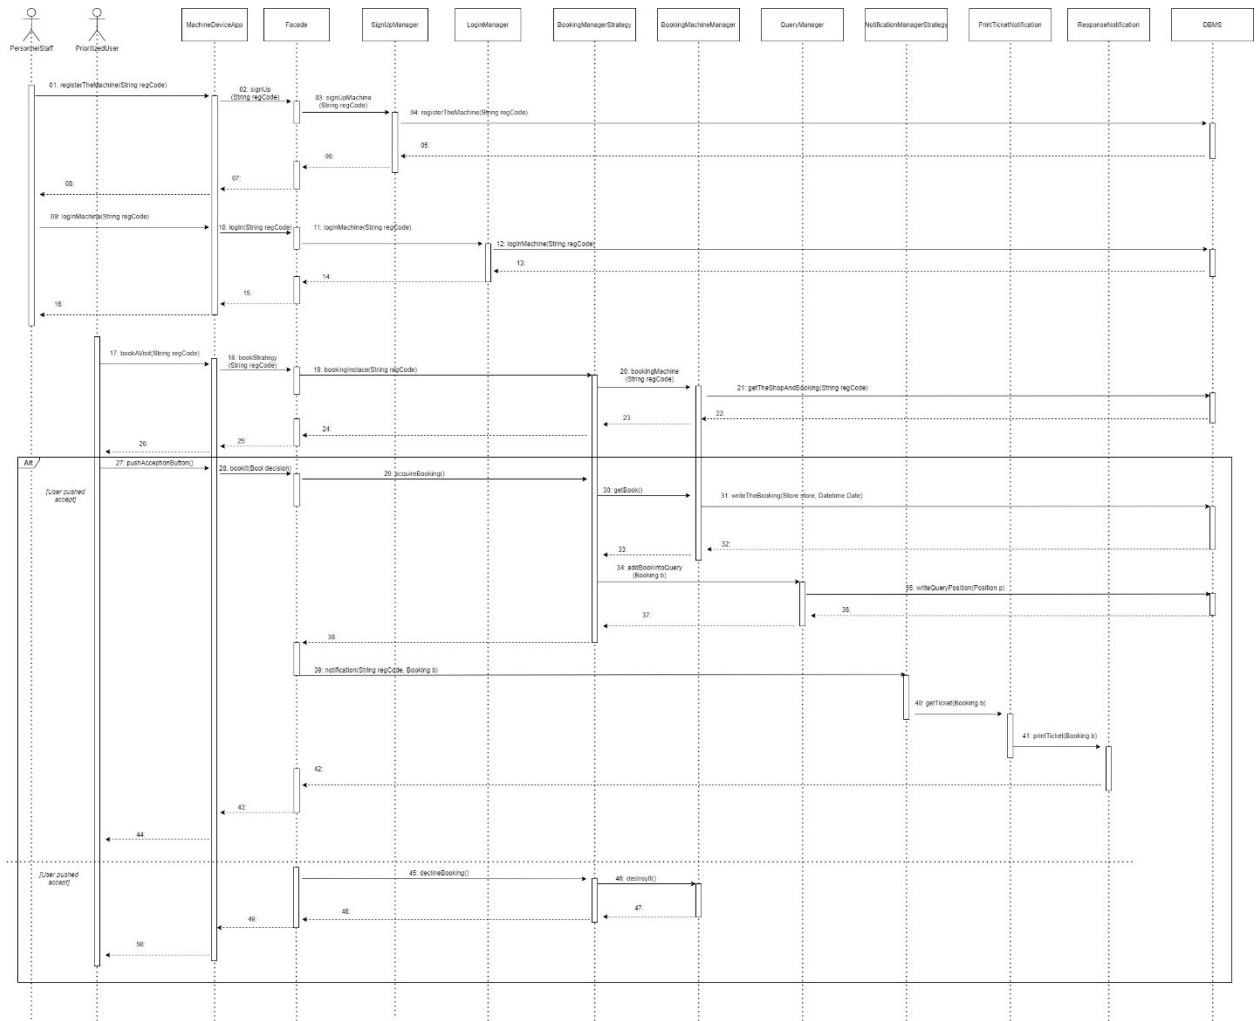 MachineDeviceApp
Facade
SignUpManager
LoginManager
BookingManagerStrategy
BookingMachineManager
QueryManager
NotificationManagerStrategy
PrintTicketNotification
ResponseNotification
DBMS
PersonnelStaff
PrioritizedUser
01: registerTheMachine(String regCode)
02: signUp
(String regCode)
03: signUpMachine
(String regCode)
04: registerTheMachine(String regCode)
05:
06:
07:
08:
09: logInMachine(String regCode)
10: logIn(String regCode)
11: logInMachine(String regCode)
12: logInMachine(String regCode)
13:
14:
15:
16:
17: bookAVisit(String regCode)
18: bookStrategy
(String regCode)
19: bookingInstace(String regCode)
20: bookingMachine
(String regCode)
21: getTheShopAndBooking(String regCode)
22:
23:
24:
25:
26:
Alt
27: pushAcceptionButton()
28: bookIt(Bool decision)
29: acquireBooking()
[User pushed
accept]
30: getBook()
31: writeTheBooking(Store store, Datetime Date)
32:
33:
34: addBookintoQuery
(Booking b)
35: writeQueryPosition(Position p)
36:
37:
38:
39: notification(String regCode, Booking b)
40: getTicket(Booking b)
41: printTicket(Booking b)
42:
43:
44:
[User pushed
accept]
45: declineBooking()
46: destroyIt()
47:
48:
49:
50: